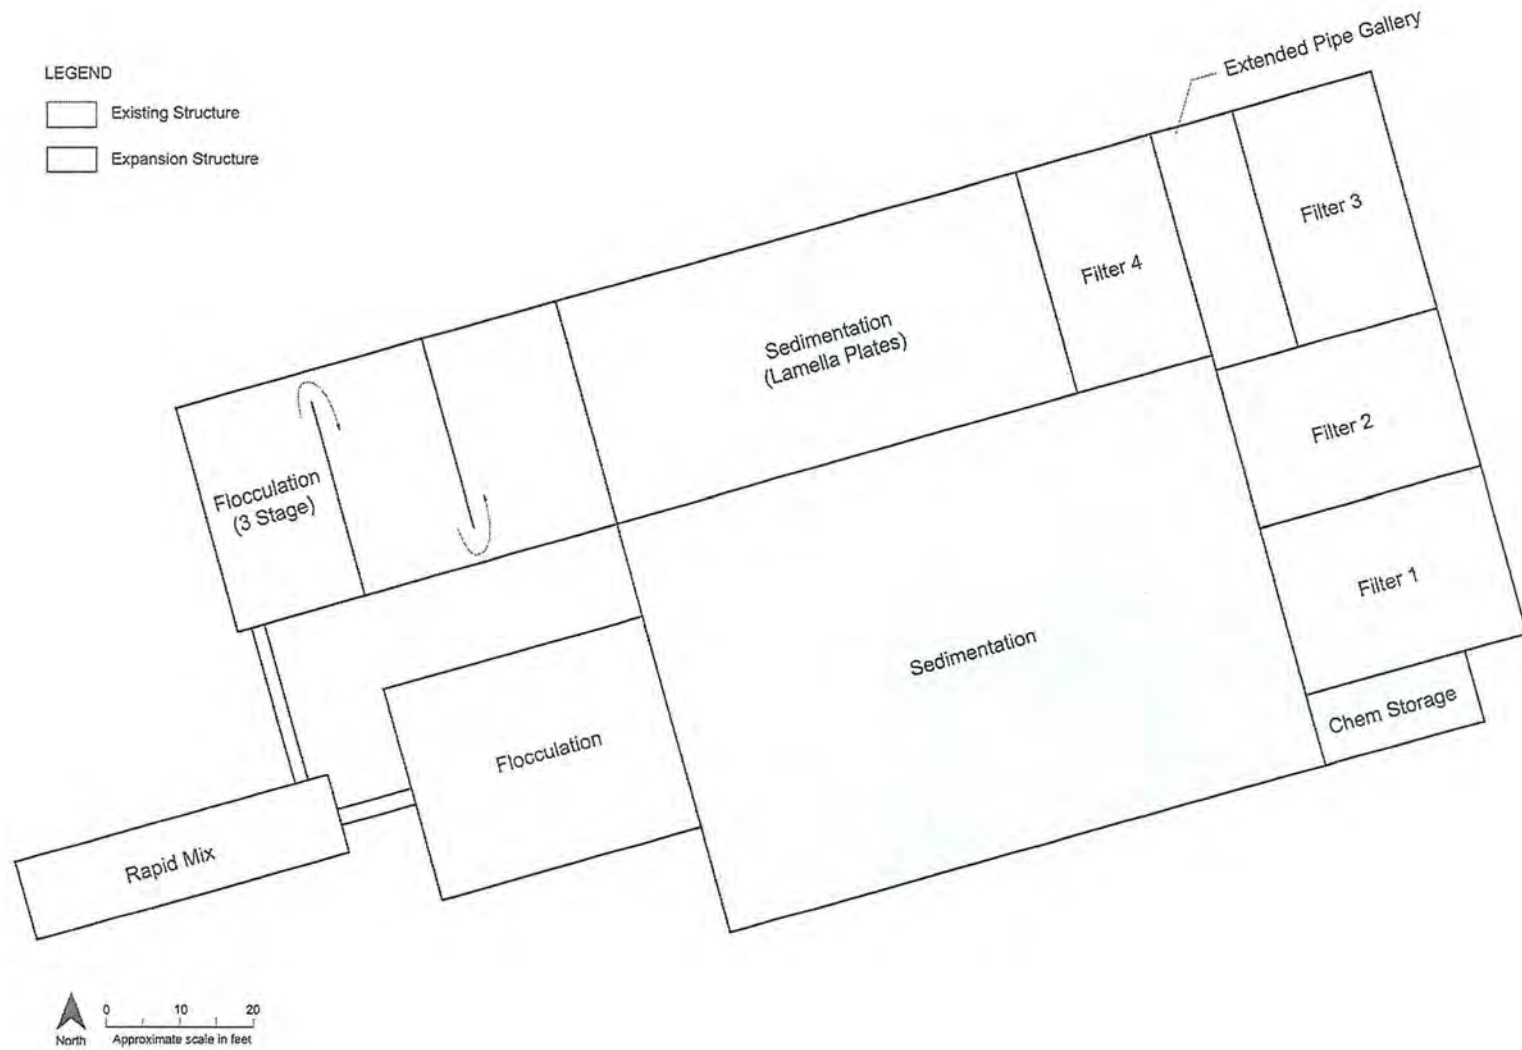 Extended Pipe Gallery
LEGEND
Existing Structure
Expansion Structure
Filter 3
Filter 4
Sedimentation
(Lamella Plates)
Filter 2
Flocculation
(3 Stage)
Filter 1
Sedimentation
Chem Storage
Flocculation
Rapid Mix
0 10 20
North
Approximate scale in feet